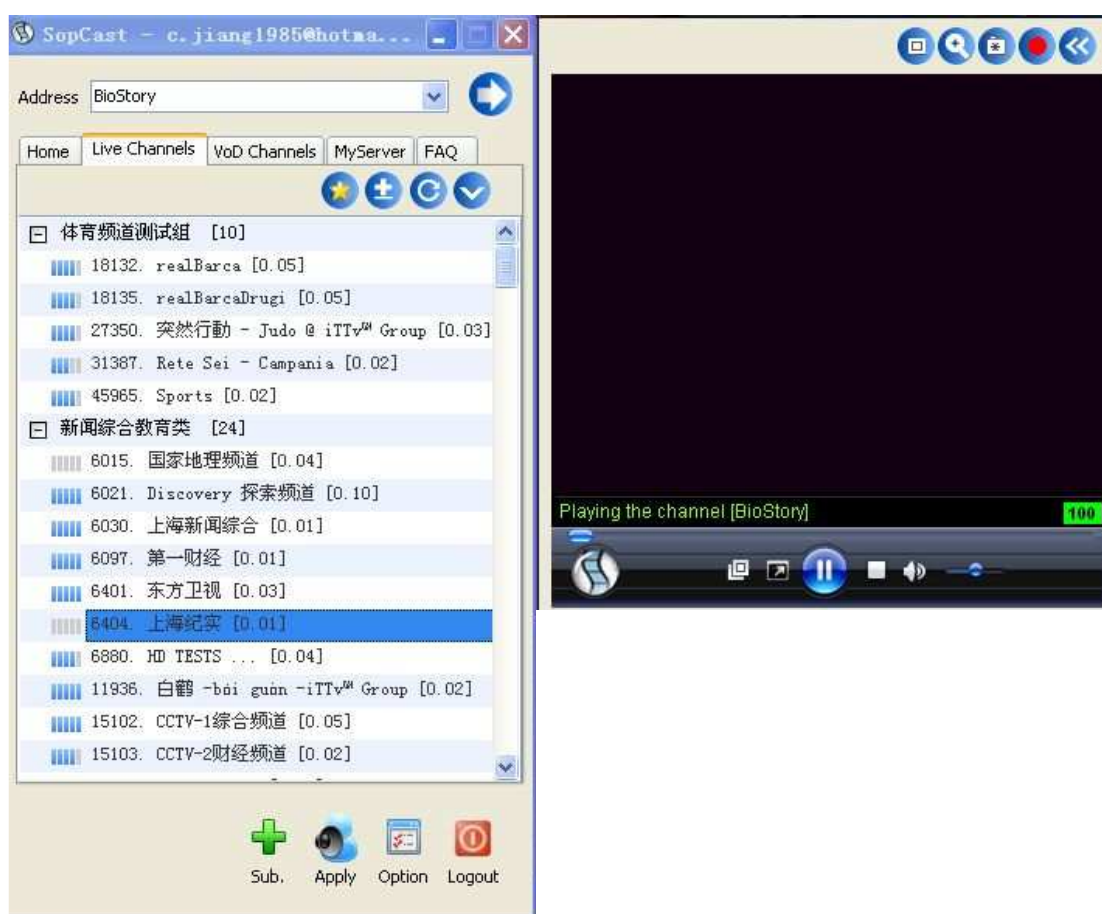 SopCast - c.jiang1985@hotma...
Address BioStory
Home Live Channels VoD Channels MyServer FAQ
体育频道测试组 [10]
18132. realBarca [0.05]
18135. realBarcaDrugi [0.05]
27350. 突然行動 - Judo @ iTTv™ Group [0.03]
31387. Rete Sei - Campania [0.02]
45965. Sports [0.02]
新闻综合教育类 [24]
6015. 国家地理频道 [0.04]
6021. Discovery 探索频道 [0.10]
6030. 上海新闻综合 [0.01]
6097. 第一财经 [0.01]
6401. 东方卫视 [0.03]
6404. 上海纪实 [0.01]
6880. HD TESTS ... [0.04]
11936. 白鹳 -bái guàn -iTTv™ Group [0.02]
15102. CCTV-1综合频道 [0.05]
15103. CCTV-2财经频道 [0.02]
Sub. Apply Option Logout
Playing the channel [BioStory]
100